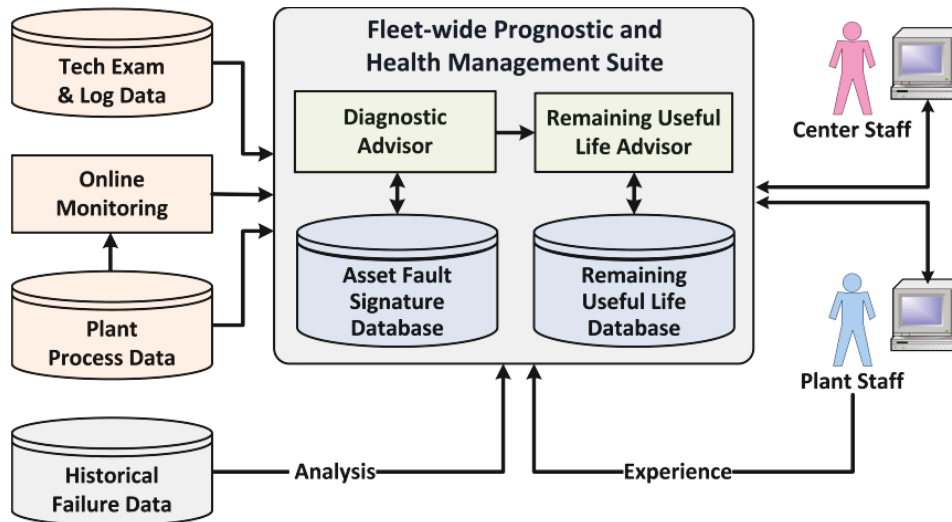 Fleet-wide Prognostic and
Health Management Suite
Tech Exam
& Log Data
Diagnostic
Advisor
Remaining Useful
Life Advisor
Center Staff
Online
Monitoring
Asset Fault
Signature
Database
Remaining
Useful Life
Database
Plant
Process Data
Plant Staff
Historical
Failure Data
Analysis
Experience